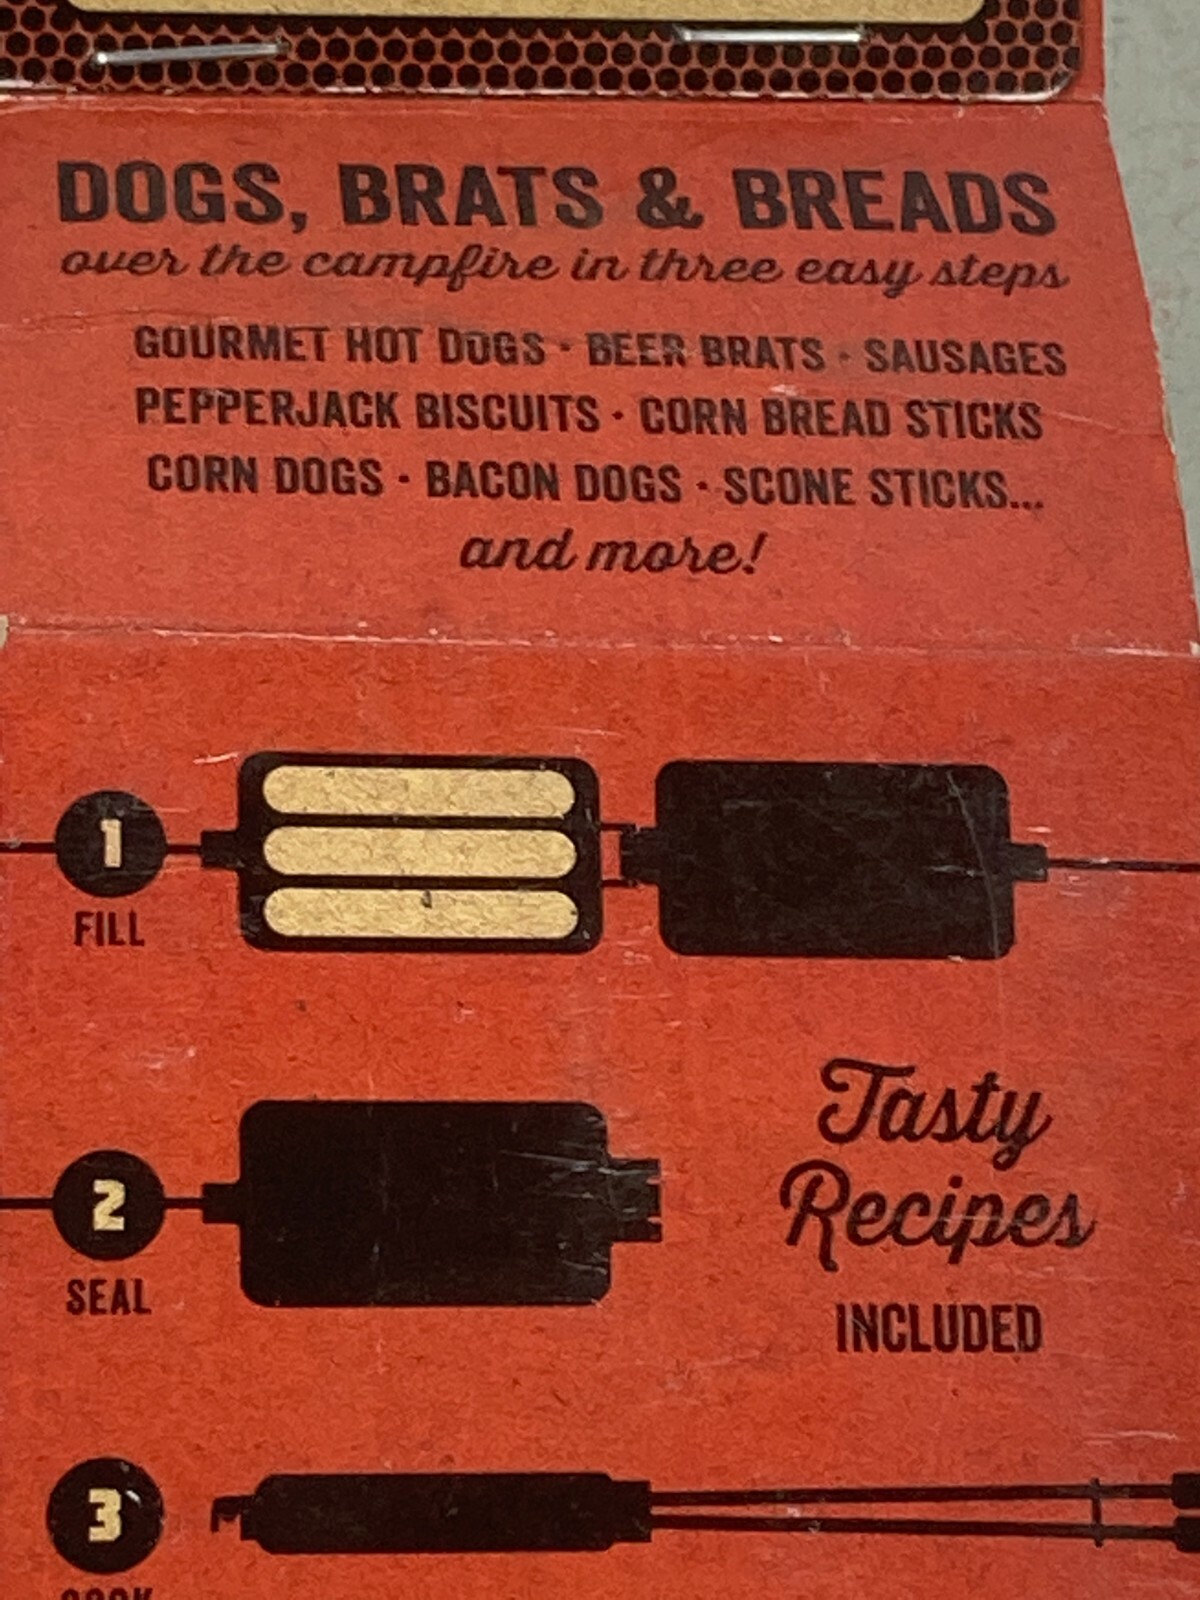 DOGS, BRATS & BREADS
over the campfire in three easy steps
GOURMET HOT DOGS · BEER BRATS · SAUSAGES
PEPPERJACK BISCUITS · CORN BREAD STICKS
CORN DOGS · BACON DOGS · SCONE STICKS...
and more!
1
FILL
2
SEAL
Tasty
Recipes
INCLUDED
3
COOK